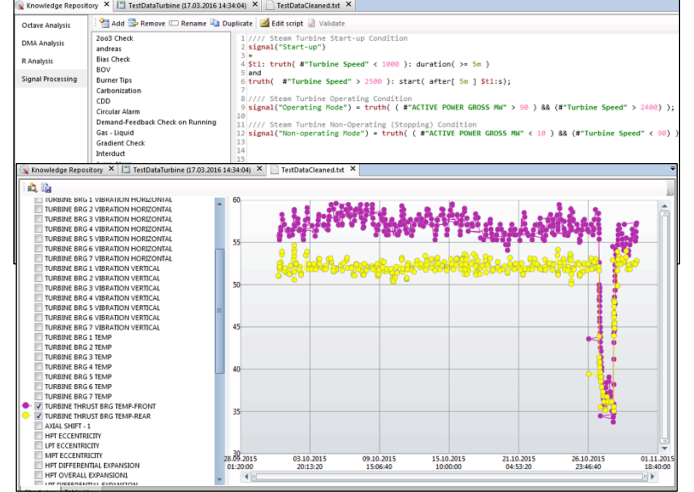 Knowledge Repository TestDataTurbine (17.03.2016 14:34:04) TestDataCleaned.txt
Octave Analysis
DMA Analysis
R Analysis
Signal Processing
Add Remove Rename Duplicate Edit script Validate
2oo3 Check
andreas
Bias Check
BOV
Burner Tips
Carbonization
CDD
Circular Alarm
Demand-Feedback Check on Running
Gas - Liquid
Gradient Check
Interduct
1 //// Steam Turbine Start-up Condition
2 signal("Start-up")
3 =
4 $t1: truth( #"Turbine Speed" < 1000 ): duration( >= 5m )
5 and
6 truth( #"Turbine Speed" > 2500 ): start( after[ 5m ] $t1:s);
7
8 //// Steam Turbine Operating Condition
9 signal("Operating Mode") = truth( ( #"ACTIVE POWER GROSS MW" > 90 ) && (#"Turbine Speed" > 2400) );
10
11 //// Steam Turbine Non-Operating (Stopping) Condition
12 signal("Non-operating Mode") = truth( ( #"ACTIVE POWER GROSS MW" < 10 ) && (#"Turbine Speed" < 90) )
13
14
15
Knowledge Repository TestDataTurbine (17.03.2016 14:34:04) TestDataCleaned.txt
TURBINE BRG 1 VIBRATION HORIZONTAL
TURBINE BRG 2 VIBRATION HORIZONTAL
TURBINE BRG 3 VIBRATION HORIZONTAL
TURBINE BRG 4 VIBRATION HORIZONTAL
TURBINE BRG 5 VIBRATION HORIZONTAL
TURBINE BRG 6 VIBRATION HORIZONTAL
TURBINE BRG 7 VIBRATION HORIZONTAL
TURBINE BRG 1 VIBRATION VERTICAL
TURBINE BRG 2 VIBRATION VERTICAL
TURBINE BRG 3 VIBRATION VERTICAL
TURBINE BRG 4 VIBRATION VERTICAL
TURBINE BRG 5 VIBRATION VERTICAL
TURBINE BRG 6 VIBRATION VERTICAL
TURBINE BRG 7 VIBRATION VERTICAL
TURBINE BRG 1 TEMP
TURBINE BRG 2 TEMP
TURBINE BRG 3 TEMP
TURBINE BRG 4 TEMP
TURBINE BRG 5 TEMP
TURBINE BRG 6 TEMP
TURBINE BRG 7 TEMP
TURBINE THRUST BRG TEMP-FRONT
TURBINE THRUST BRG TEMP-REAR
AXIAL SHIFT - 1
HPT ECCENTRICITY
LPT ECCENTRICITY
MPT ECCENTRICITY
HPT DIFFERENTIAL EXPANSION
HPT OVERALL EXPANSION1
LPT DIFFERENTIAL EXPANSION
60
55
50
45
40
35
30
28.09.2015 03.10.2015 09.10.2015 15.10.2015 21.10.2015 26.10.2015 01.11.2015
01:20:00 20:13:20 15:06:40 10:00:00 04:53:20 23:46:40 18:40:00